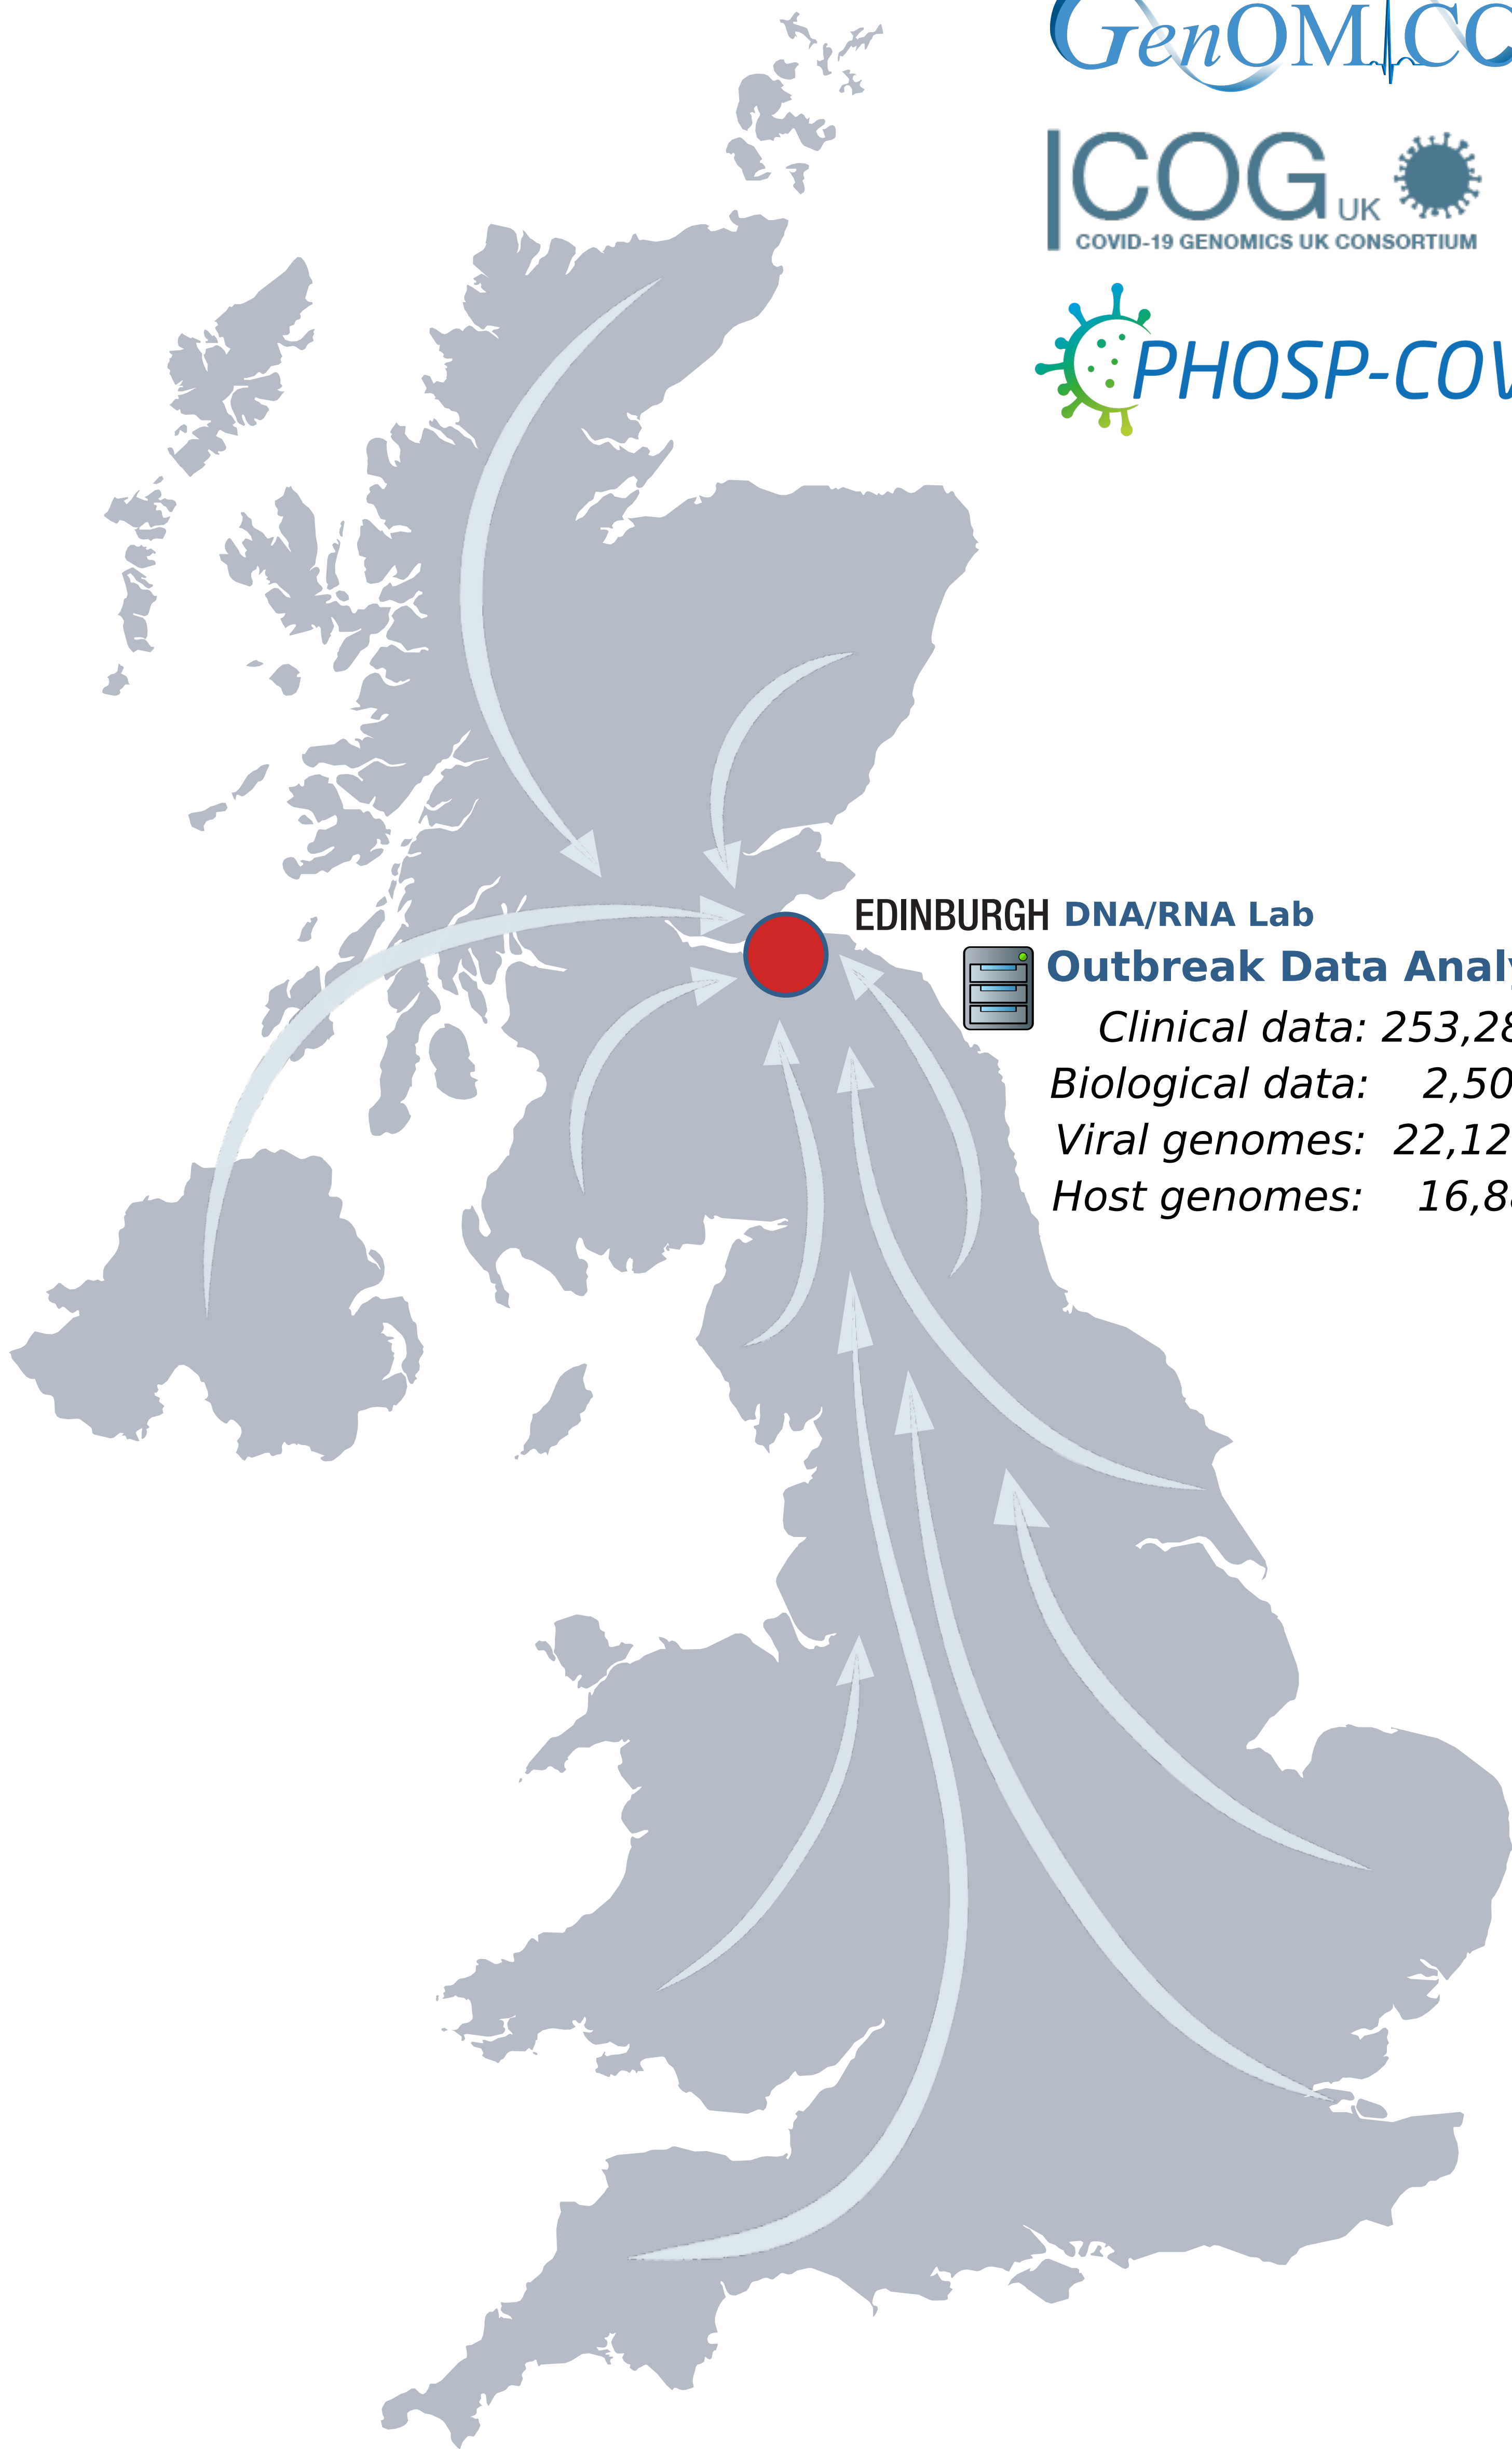 GenOMICC
COG UK
COVID-19 GENOMICS UK CONSORTIUM
PHOSP-COV
EDINBURGH DNA/RNA Lab
Outbreak Data Analy
Clinical data: 253,28
Biological data: 2,50
Viral genomes: 22,12
Host genomes: 16,8